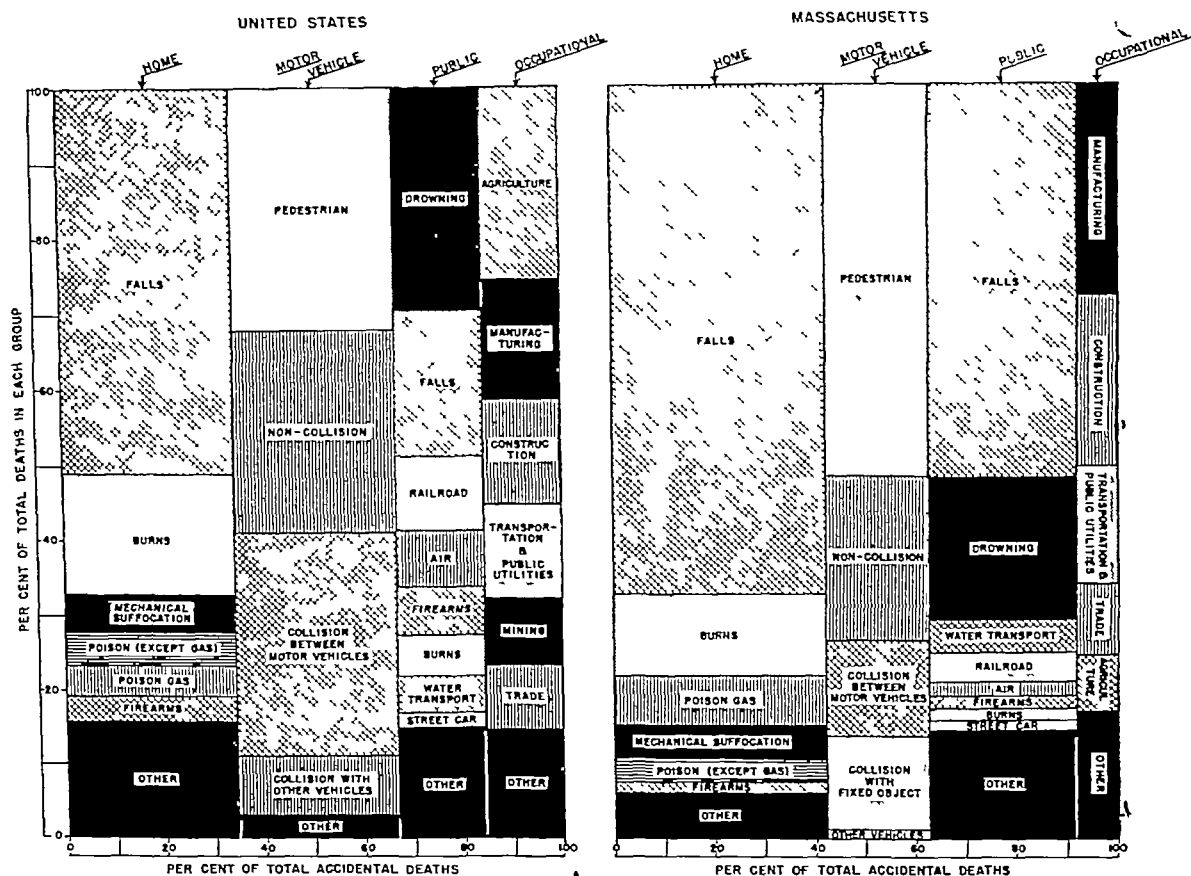 UNITED STATES
HOME
MOTOR
VEHICLE
PUBLIC
OCCUPATIONAL
PER CENT OF TOTAL DEATHS IN EACH GROUP
100
80
60
40
20
0
FALLS
BURNS
MECHANICAL
SUFFOCATION
POISON (EXCEPT GAS)
POISON GAS
FIREARMS
OTHER
PEDESTRIAN
NON-COLLISION
COLLISION
BETWEEN
MOTOR VEHICLES
COLLISION WITH
OTHER VEHICLES
OTHER
DROWNING
FALLS
RAILROAD
AIR
FIREARMS
BURNS
WATER
TRANSPORT
STREET CAR
OTHER
AGRICULTURE
MANUFAC-
TURING
CONSTRUC
TION
TRANSPOR-
TATION
&
PUBLIC
UTILITIES
MINING
TRADE
OTHER
0 20 40 60 80 100
PER CENT OF TOTAL ACCIDENTAL DEATHS
MASSACHUSETTS
HOME
MOTOR
VEHICLE
PUBLIC
OCCUPATIONAL
FALLS
BURNS
POISON GAS
MECHANICAL SUFFOCATION
POISON (EXCEPT GAS)
FIREARMS
OTHER
PEDESTRIAN
NON-COLLISION
COLLISION
BETWEEN
MOTOR VEHICLES
COLLISION
WITH
FIXED OBJECT
OTHER VEHICLES
FALLS
DROWNING
WATER TRANSPORT
RAILROAD
AIR
FIREARMS
BURNS
STREET CAR
OTHER
MANUFACTURING
CONSTRUCTION
TRANSPORTATION &
PUBLIC UTILITIES
TRADE
AGRICUL
TURE
OTHER
0 20 40 60 80 100
PER CENT OF TOTAL ACCIDENTAL DEATHS